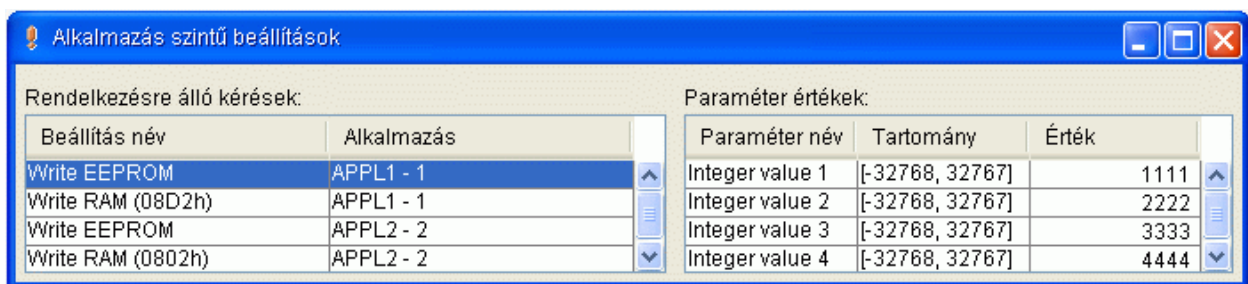 Alkalmazás szintű beállítások
Rendelkezésre álló kérések:
Beállítás név Alkalmazás
Write EEPROM APPL1 - 1
Write RAM (08D2h) APPL1 - 1
Write EEPROM APPL2 - 2
Write RAM (0802h) APPL2 - 2
Paraméter értékek:
Paraméter név Tartomány Érték
Integer value 1 [-32768, 32767] 1111
Integer value 2 [-32768, 32767] 2222
Integer value 3 [-32768, 32767] 3333
Integer value 4 [-32768, 32767] 4444